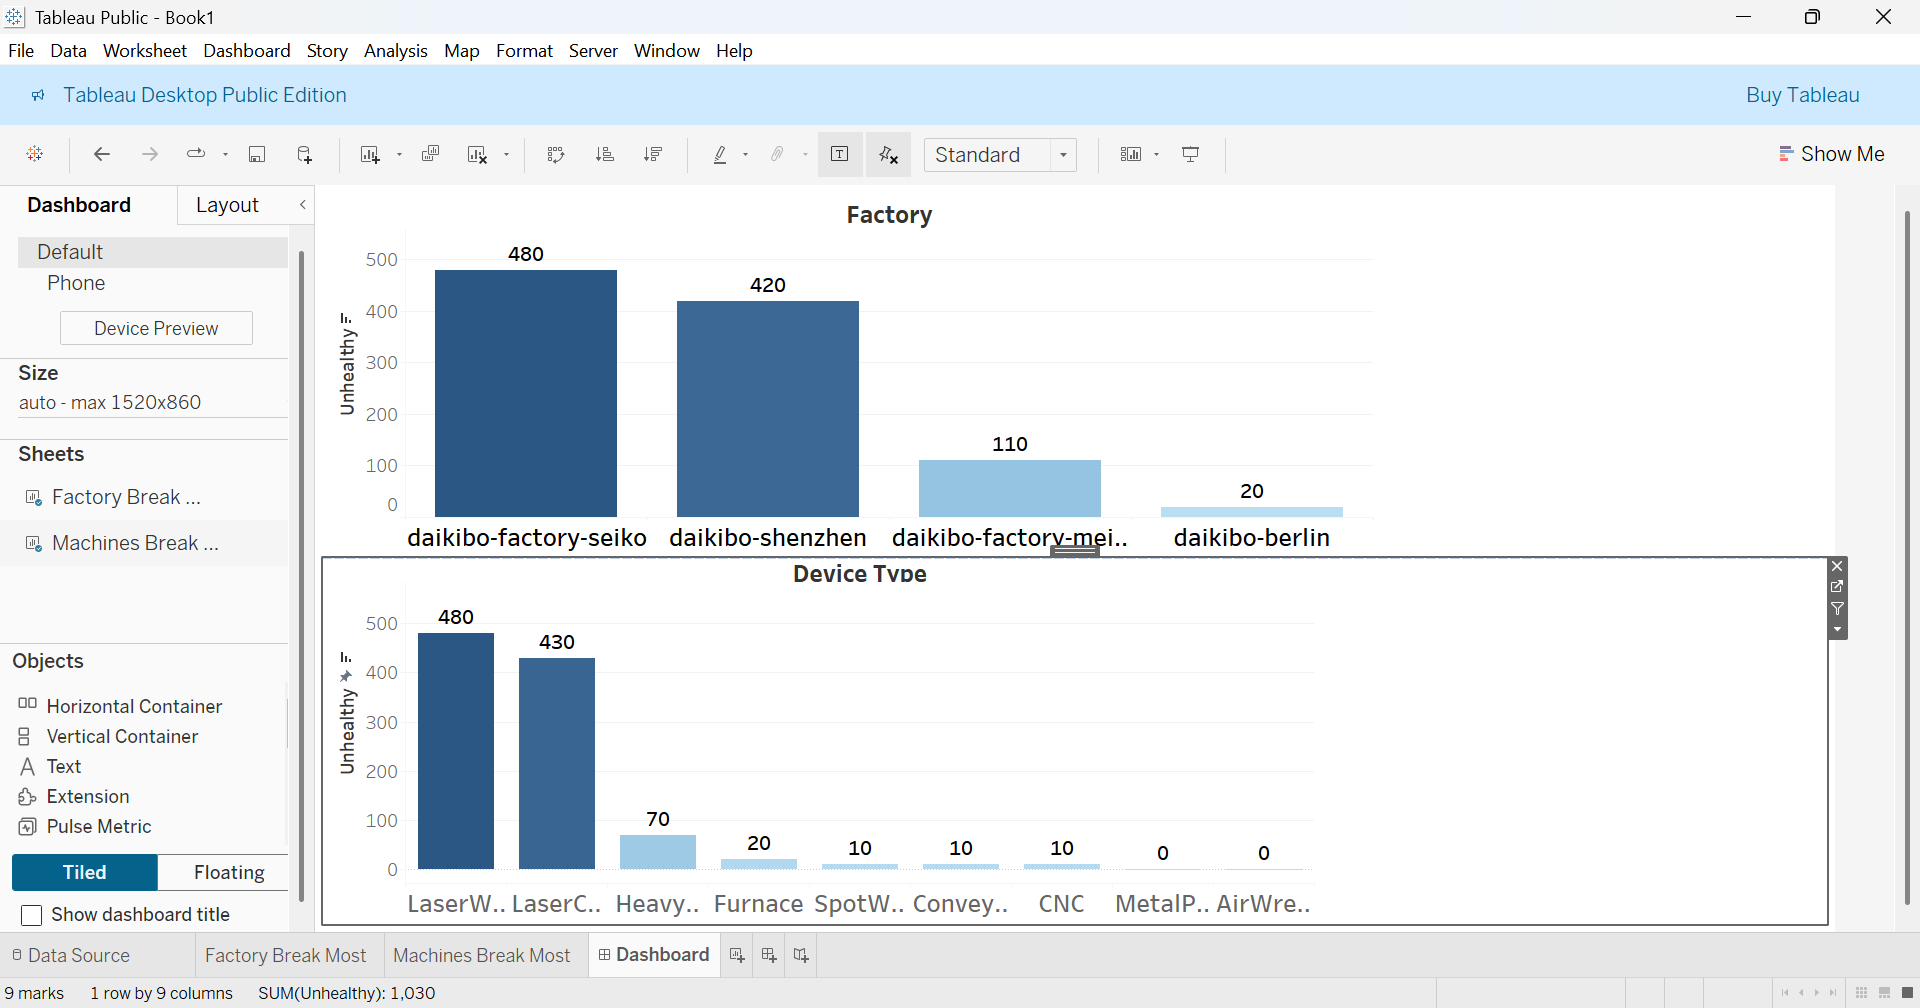 Tableau Public - Book1
File Data Worksheet Dashboard Story Analysis Map Format Server Window Help
Tableau Desktop Public Edition
Buy Tableau
Standard
Show Me
Dashboard
Layout
Default
Phone
Device Preview
Size
auto - max 1520x860
Sheets
Factory Break ...
Machines Break ...
Objects
Horizontal Container
Vertical Container
Text
Extension
Pulse Metric
Tiled
Floating
Show dashboard title
Factory
Unhealthy
500
400
300
200
100
0
480
420
110
20
daikibo-factory-seiko
daikibo-shenzhen
daikibo-factory-mei..
daikibo-berlin
Device Type
Unhealthy
500
400
300
200
100
0
480
430
70
20
10
10
10
0
0
LaserW..
LaserC..
Heavy..
Furnace
SpotW..
Convey..
CNC
MetalP..
AirWre..
Data Source
Factory Break Most
Machines Break Most
Dashboard
9 marks
1 row by 9 columns
SUM(Unhealthy): 1,030